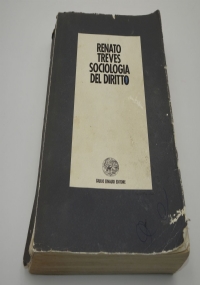 RENATO
TREVES
SOCIOLOGIA
DEL DIRITTO
GIULIO EINAUDI EDITORE